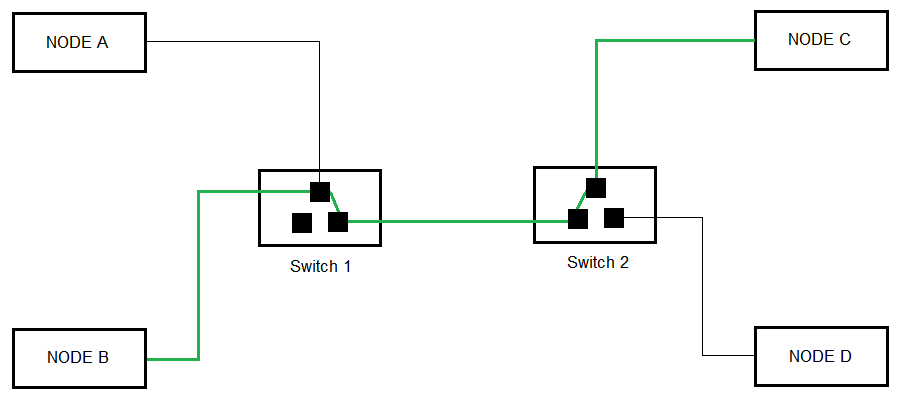 NODE A
NODE C
Switch 1
Switch 2
NODE B
NODE D